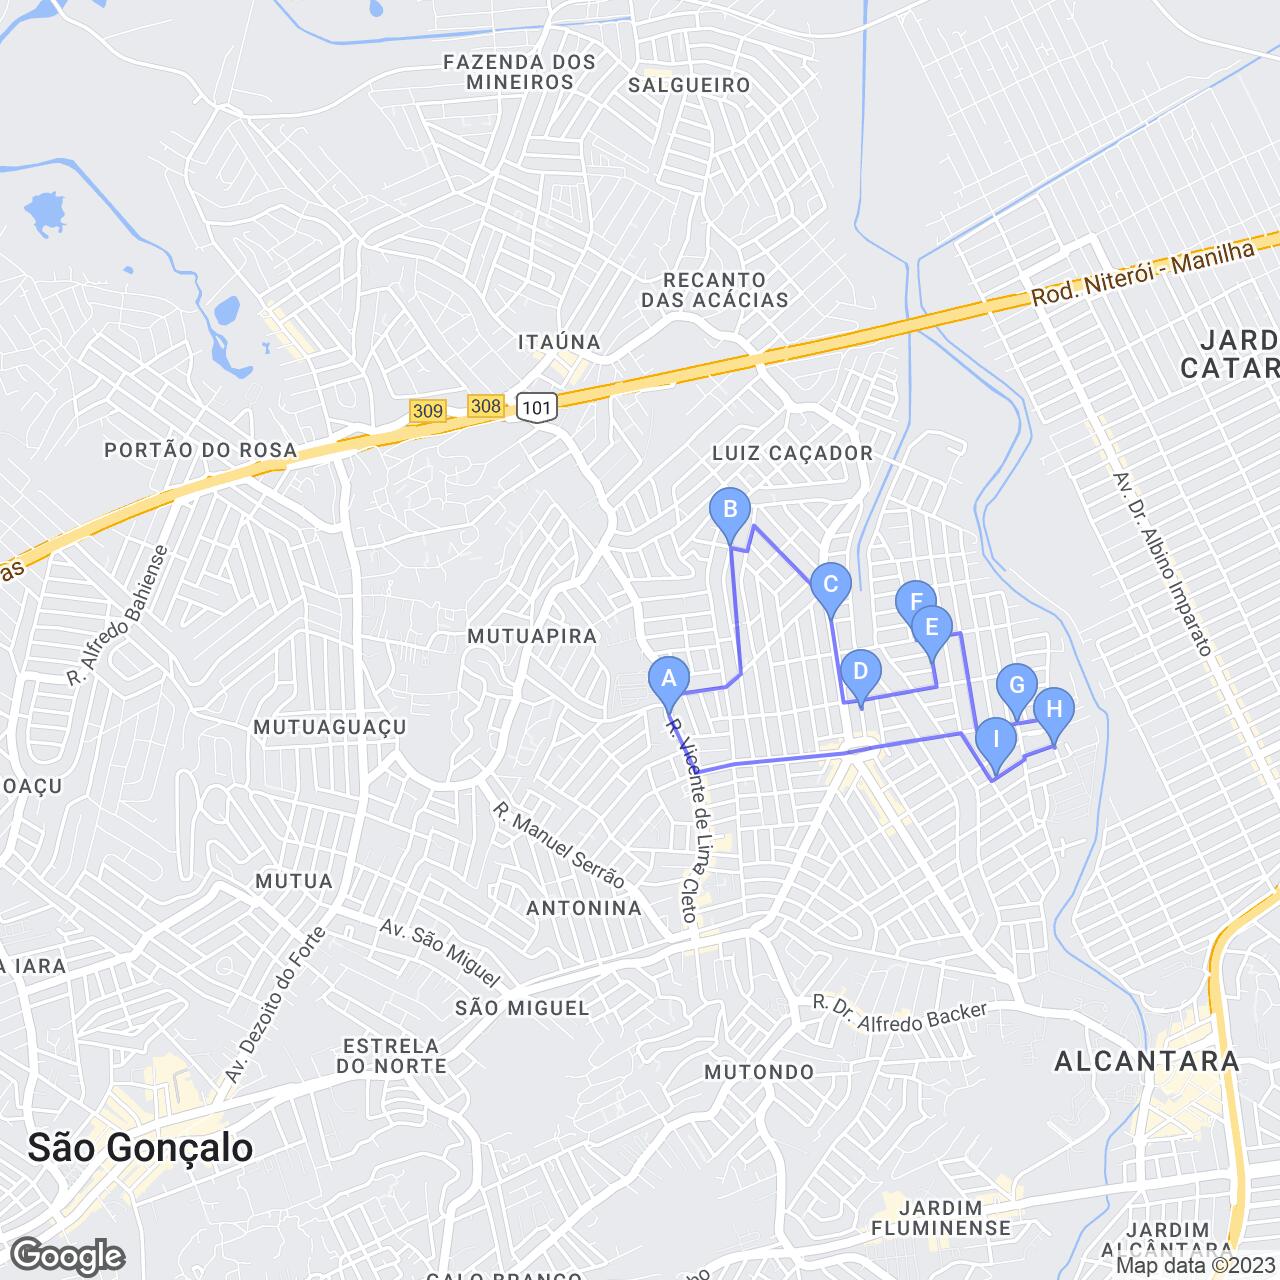 FAZENDA DOS
MINEIROS
SALGUEIRO
RECANTO
DAS ACÁCIAS
Rod. Niterói - Manilha
ITAÚNA
JARD
CATAR
309
308
101
PORTÃO DO ROSA
LUIZ CAÇADOR
as
R. Alfredo Bahiense
Av. Dr. Albino Imparato
B
C
F
E
MUTUAPIRA
A
D
G
H
I
MUTUAGUAÇU
R. Vicente de Lima Cleto
OAÇU
R. Manuel Serrão
MUTUA
ANTONINA
Av. São Miguel
A IARA
Av. Dezoito do Forte
SÃO MIGUEL
R. Dr. Alfredo Backer
ESTRELA
DO NORTE
ALCANTARA
MUTONDO
São Gonçalo
JARDIM
FLUMINENSE
JARDIM
ALCÂNTARA
Google
GALO BRANCO
ho
Map data ©2023